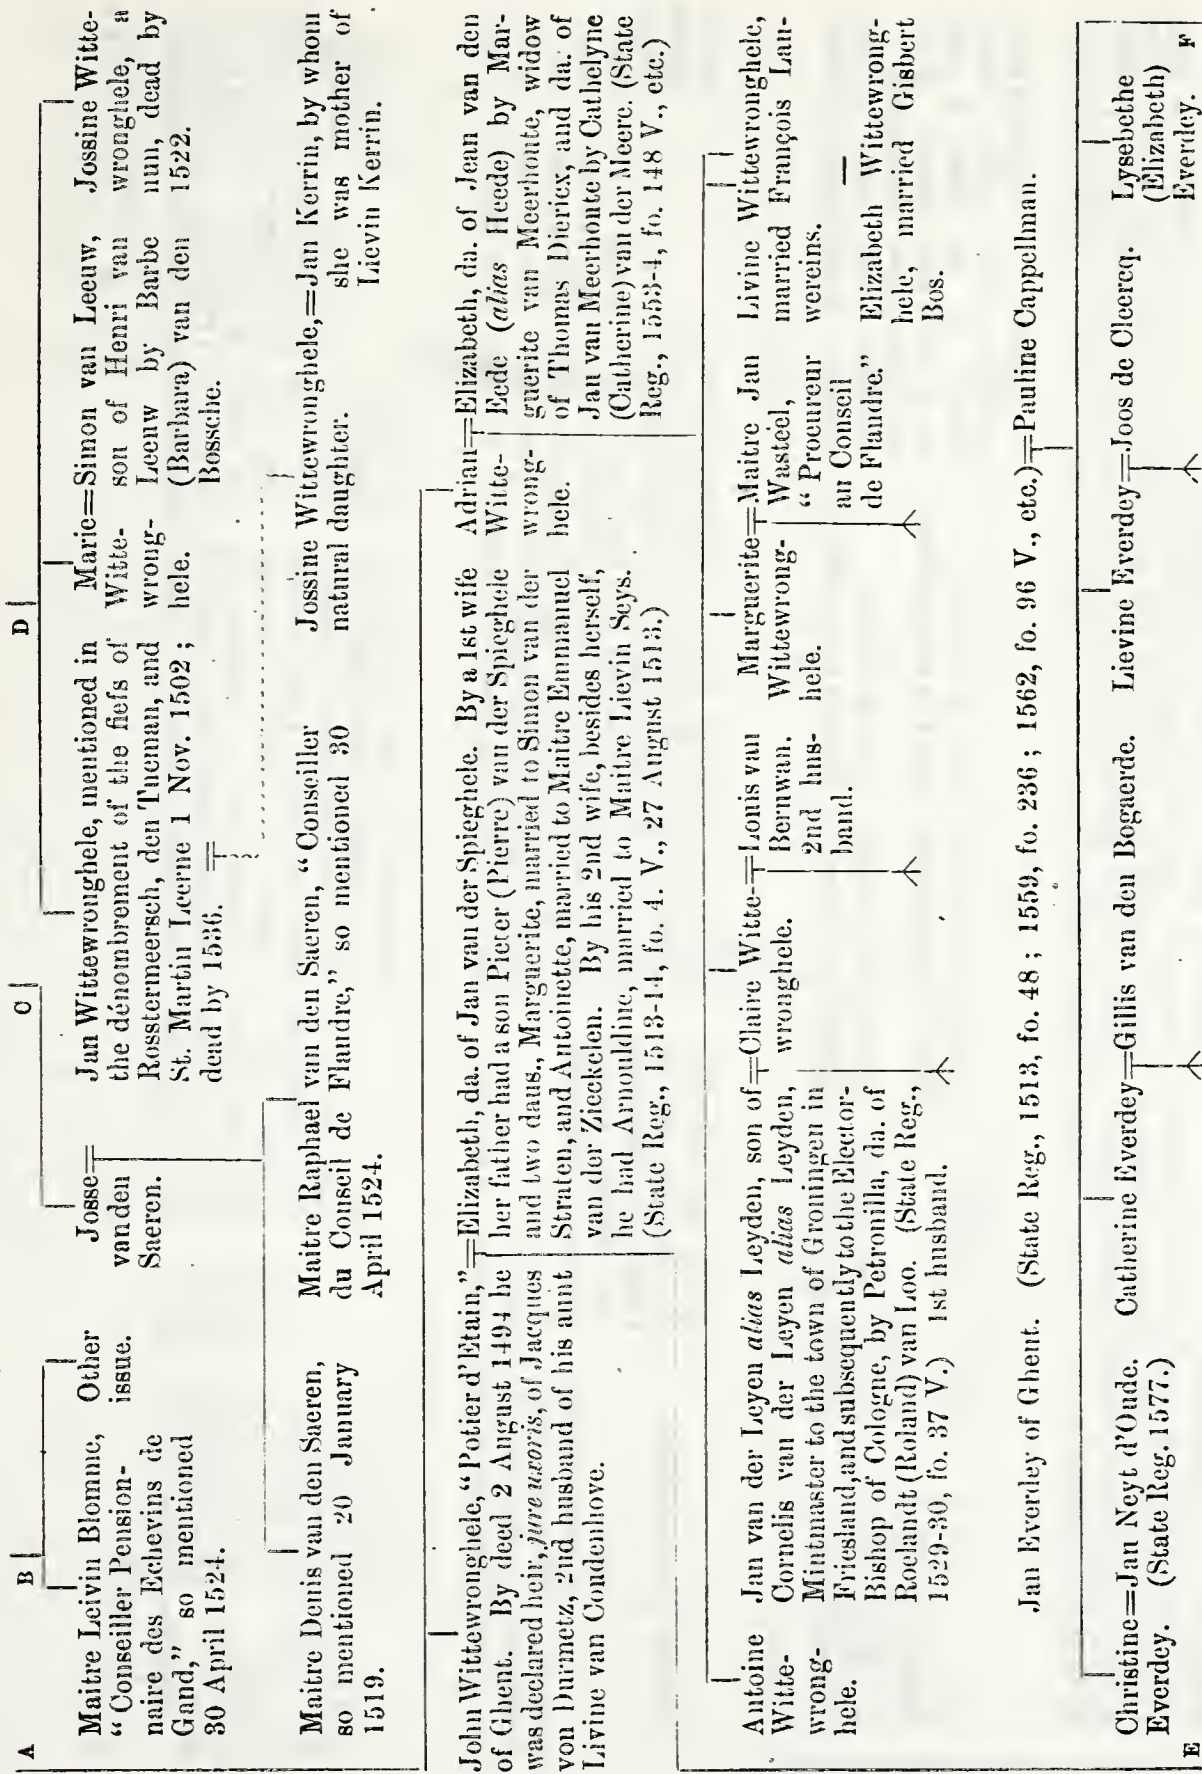 A
B
C
D
Maitre Leivin Blomme,
“Conseiller Pension-
naire des Echevins de
Gand,” so mentioned
30 April 1524.
Other
issue.
Josse=
van den
Saeren.
Jan Wittewronghele, mentioned in
the dénombrement of the fiefs of
Rosstermeersch, den Theman, and
St. Martin Leerne 1 Nov. 1502;
dead by 1536.
Marie=Simon van Leeuw,
Witte-
wrong-
hele.
son of Henri van
Leeuw by Barbe
(Barbara) van den
Bossche.
Jossine Witte-
wronghele, a
nun, dead by
1522.
Maitre Denis van den Saeren,
so mentioned 20 January
1519.
Maitre Raphael van den Saeren, “Conseiller
du Conseil de Flandre,” so mentioned 30
April 1524.
Jossine Wittewronghele,=Jan Kerrin, by whom
natural daughter.
she was mother of
Lievin Kerrin.
John Wittewronghele, “Potier d'Etain,”
of Ghent. By deed 2 August 1494 he
was declared heir, jure uxoris, of Jacques
von Durmetz, 2nd husband of his aunt
Livine van Condenhove.
=Elizabeth, da. of Jan van der Spieghele. By a 1st wife
her father had a son Pieter (Pierre) van der Spieghele
and two daus., Marguerite, married to Simon van der
Straten, and Antoinette, married to Maitre Emmanuel
van der Zieckelen. By his 2nd wife, besides herself,
he had Arnouldine, married to Maitre Lievin Seys.
(State Reg., 1513-14, fo. 4. V., 27 August 1513.)
Adrian=
Witte-
wrong-
hele.
Elizabeth, da. of Jean van den
Eede (alias Heede) by Mar-
guerite van Meerhonte, widow
of Thomas Diericx, and da. of
Jan van Meerhonte by Cathelyne
(Catherine) van der Meere. (State
Reg., 1553-4, fo. 148 V., etc.)
Antoine
Witte-
wrong-
hele.
Jan van der Leyen alias Leyden, son of
Cornelis van der Leyen alias Leyden,
Mintmaster to the town of Groningen in
Friesland, and subsequently to the Elector-
Bishop of Cologne, by Petronilla, da. of
Roelandt (Roland) van Loo. (State Reg.,
1529-30, fo. 37 V.) 1st husband.
=Claire Witte-
wronghele.
=Louis van
Bernwan.
2nd hus-
band.
Marguerite=
Wittewrong-
hele.
Maitre Jan
Wasteel,
“Procureur
au Conseil
de Flandre.”
Livine Wittewronghele,
married François Lau-
wereins.
Elizabeth Wittewrong-
hele, married Gisbert
Bos.
Jan Everdey of Ghent. (State Reg., 1513, fo. 48; 1559, fo. 236; 1562, fo. 96 V., etc.)=Pauline Cappellman.
Christine=Jan Neyt d'Oude.
Everdey. (State Reg. 1577.)
Catherine Everdey=Gillis van den Bogaerde.
Lievine Everdey=Joos de Cleercq.
Lysebethe
(Elizabeth)
Everdey.
E
F